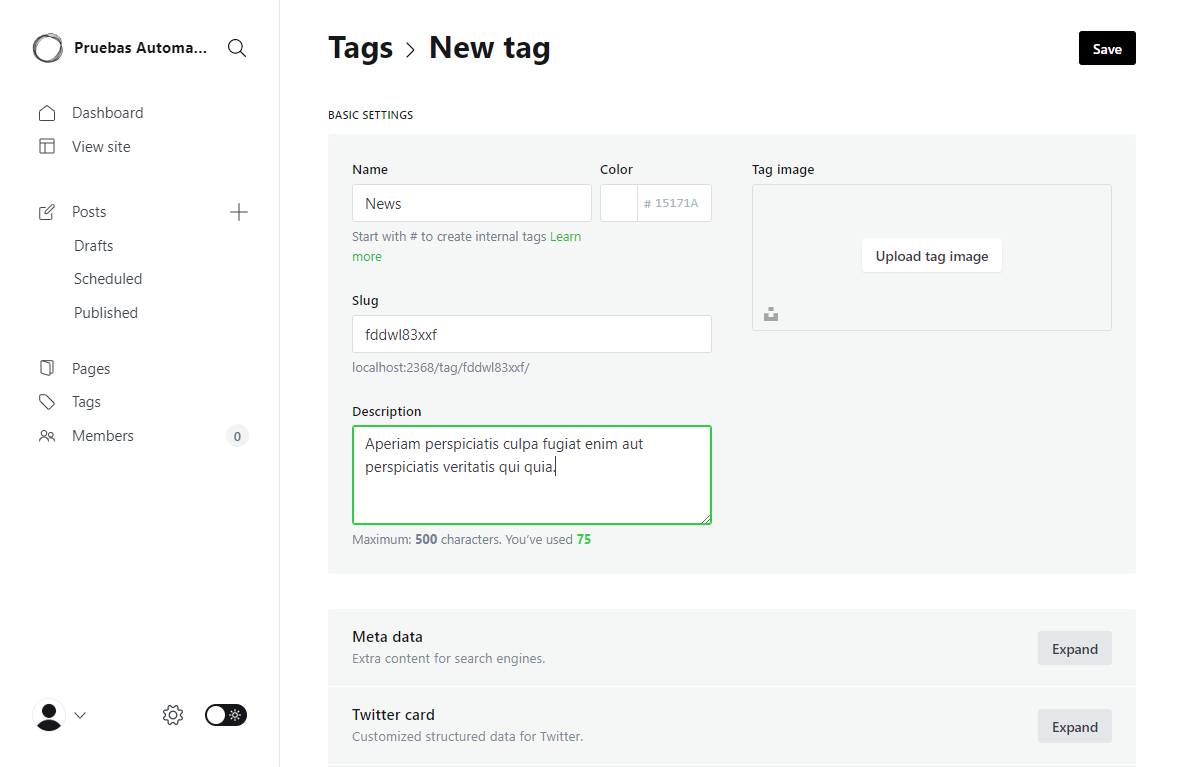 Pruebas Automa...
Dashboard
View site
Posts
Drafts
Scheduled
Published
Pages
Tags
Members
0
Tags > New tag
Save
BASIC SETTINGS
Name
Color
News
# 15171A
Start with # to create internal tags Learn
more
Slug
fddwl83xxf
localhost:2368/tag/fddwl83xxf/
Description
Aperiam perspiciatis culpa fugiat enim aut
perspiciatis veritatis qui quia.
Maximum: 500 characters. You've used 75
Tag image
Upload tag image
Meta data
Extra content for search engines.
Expand
Twitter card
Customized structured data for Twitter.
Expand